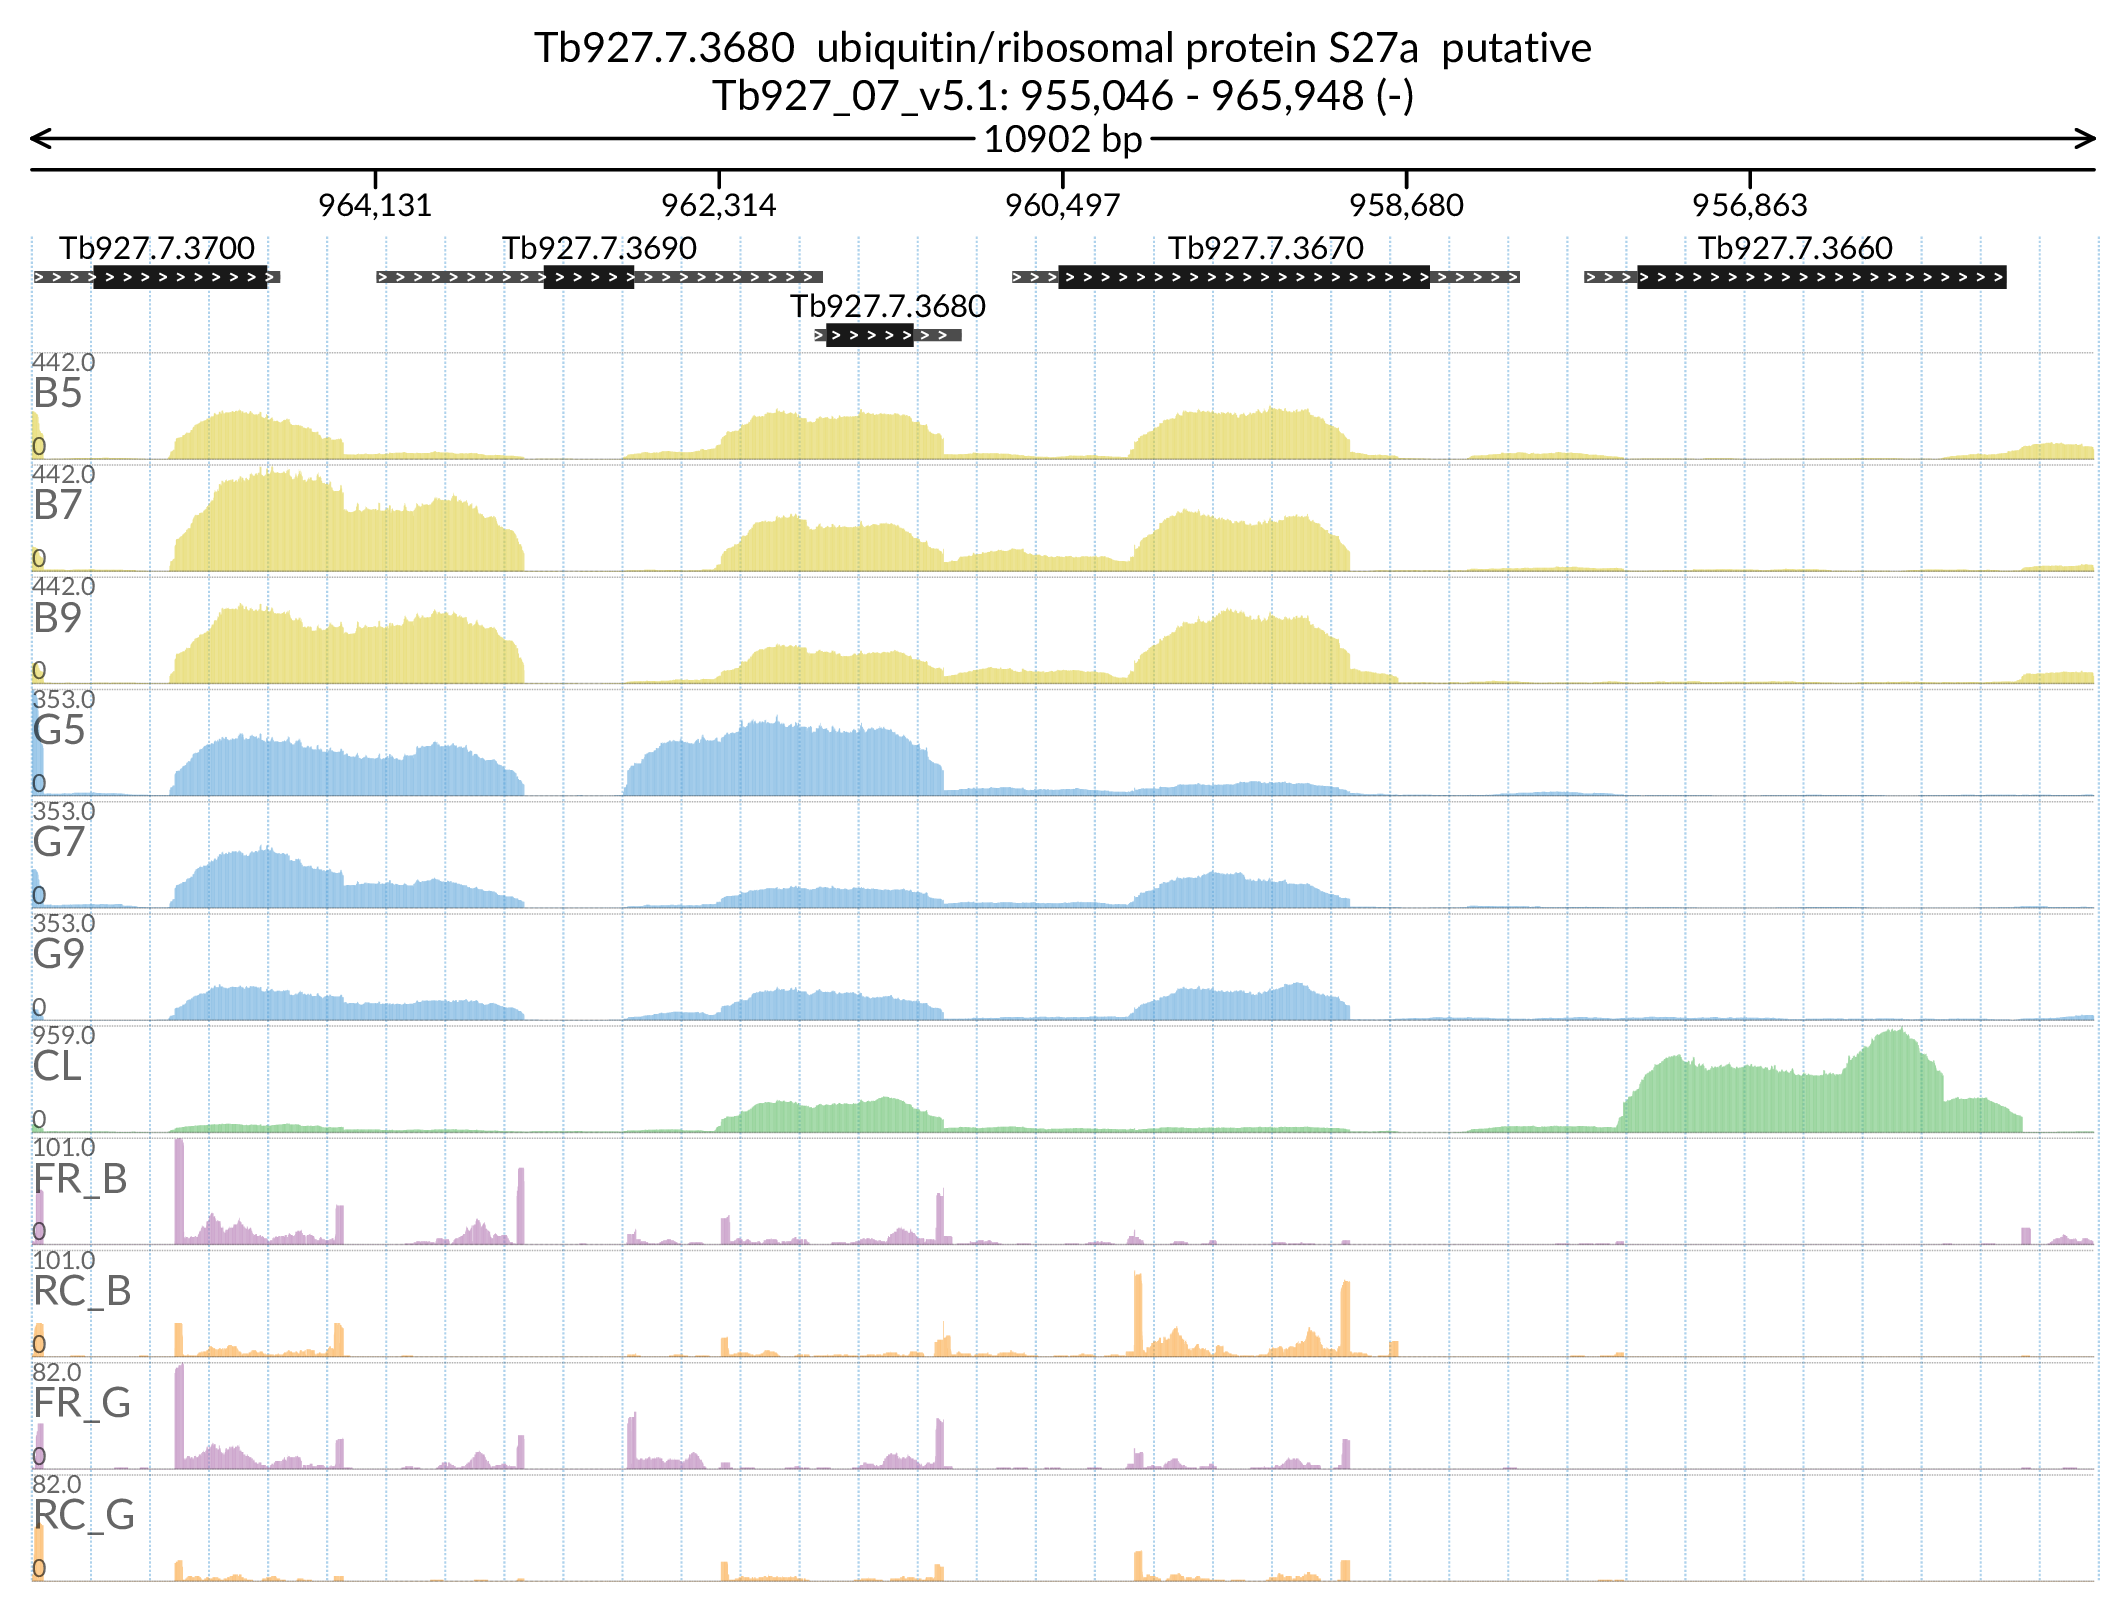 Tb927.7.3680  ubiquitin/ribosomal protein S27a  putative
Tb927_07_v5.1: 955,046 - 965,948 (-)
10902 bp
964,131 962,314 960,497 958,680 956,863
Tb927.7.3700 Tb927.7.3690 Tb927.7.3670 Tb927.7.3660
Tb927.7.3680
442.0
B5
0
442.0
B7
0
442.0
B9
0
353.0
G5
0
353.0
G7
0
353.0
G9
0
959.0
CL
0
101.0
FR_B
0
101.0
RC_B
0
82.0
FR_G
0
82.0
RC_G
0